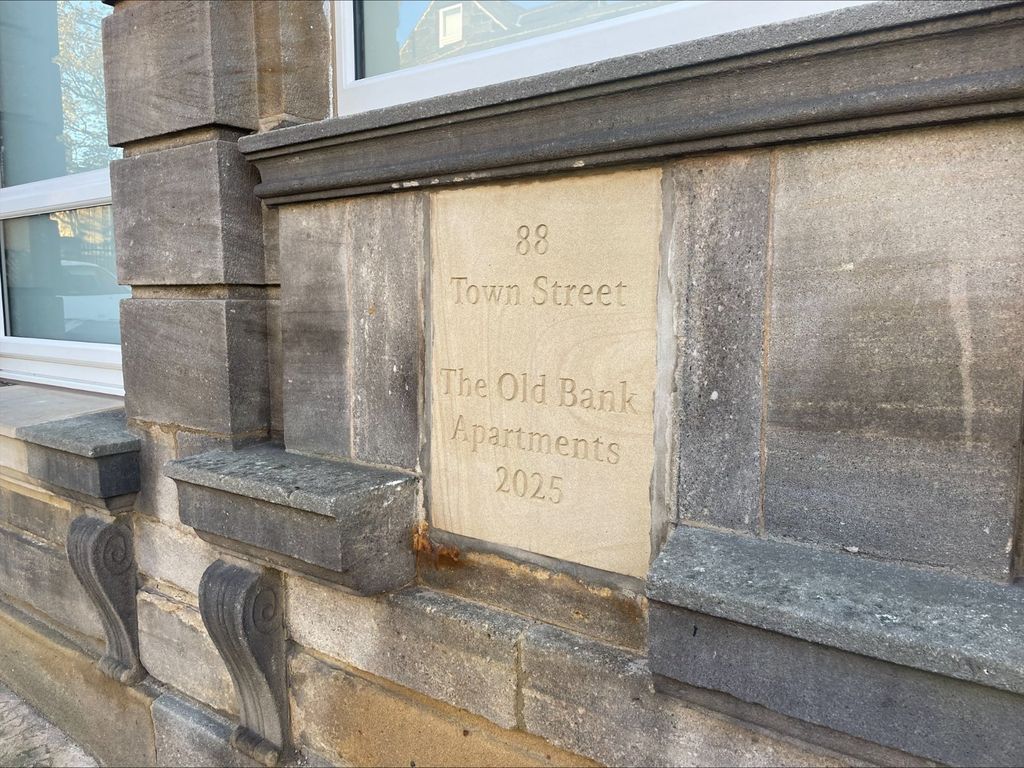 88
Town Street
The Old Bank
Apartments
2025